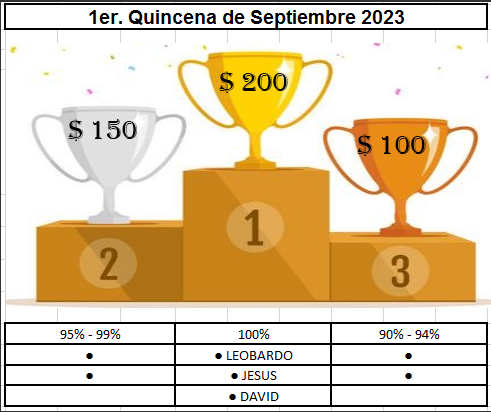 1er. Quincena de Septiembre 2023
$ 200
$ 150
$ 100
1
2
3
95% - 99% 100% 90% - 94%
● ● LEOBARDO ●
● ● JESUS ●
● DAVID